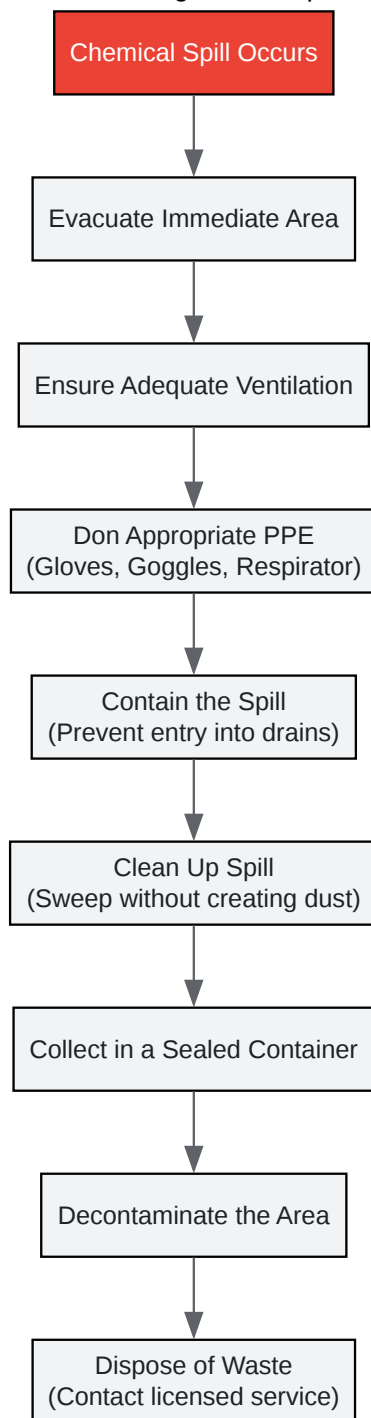 Chemical Spill Occurs
Evacuate Immediate Area
Ensure Adequate Ventilation
Don Appropriate PPE
(Gloves, Goggles, Respirator)
Contain the Spill
(Prevent entry into drains)
Clean Up Spill
(Sweep without creating dust)
Collect in a Sealed Container
Decontaminate the Area
Dispose of Waste
(Contact licensed service)